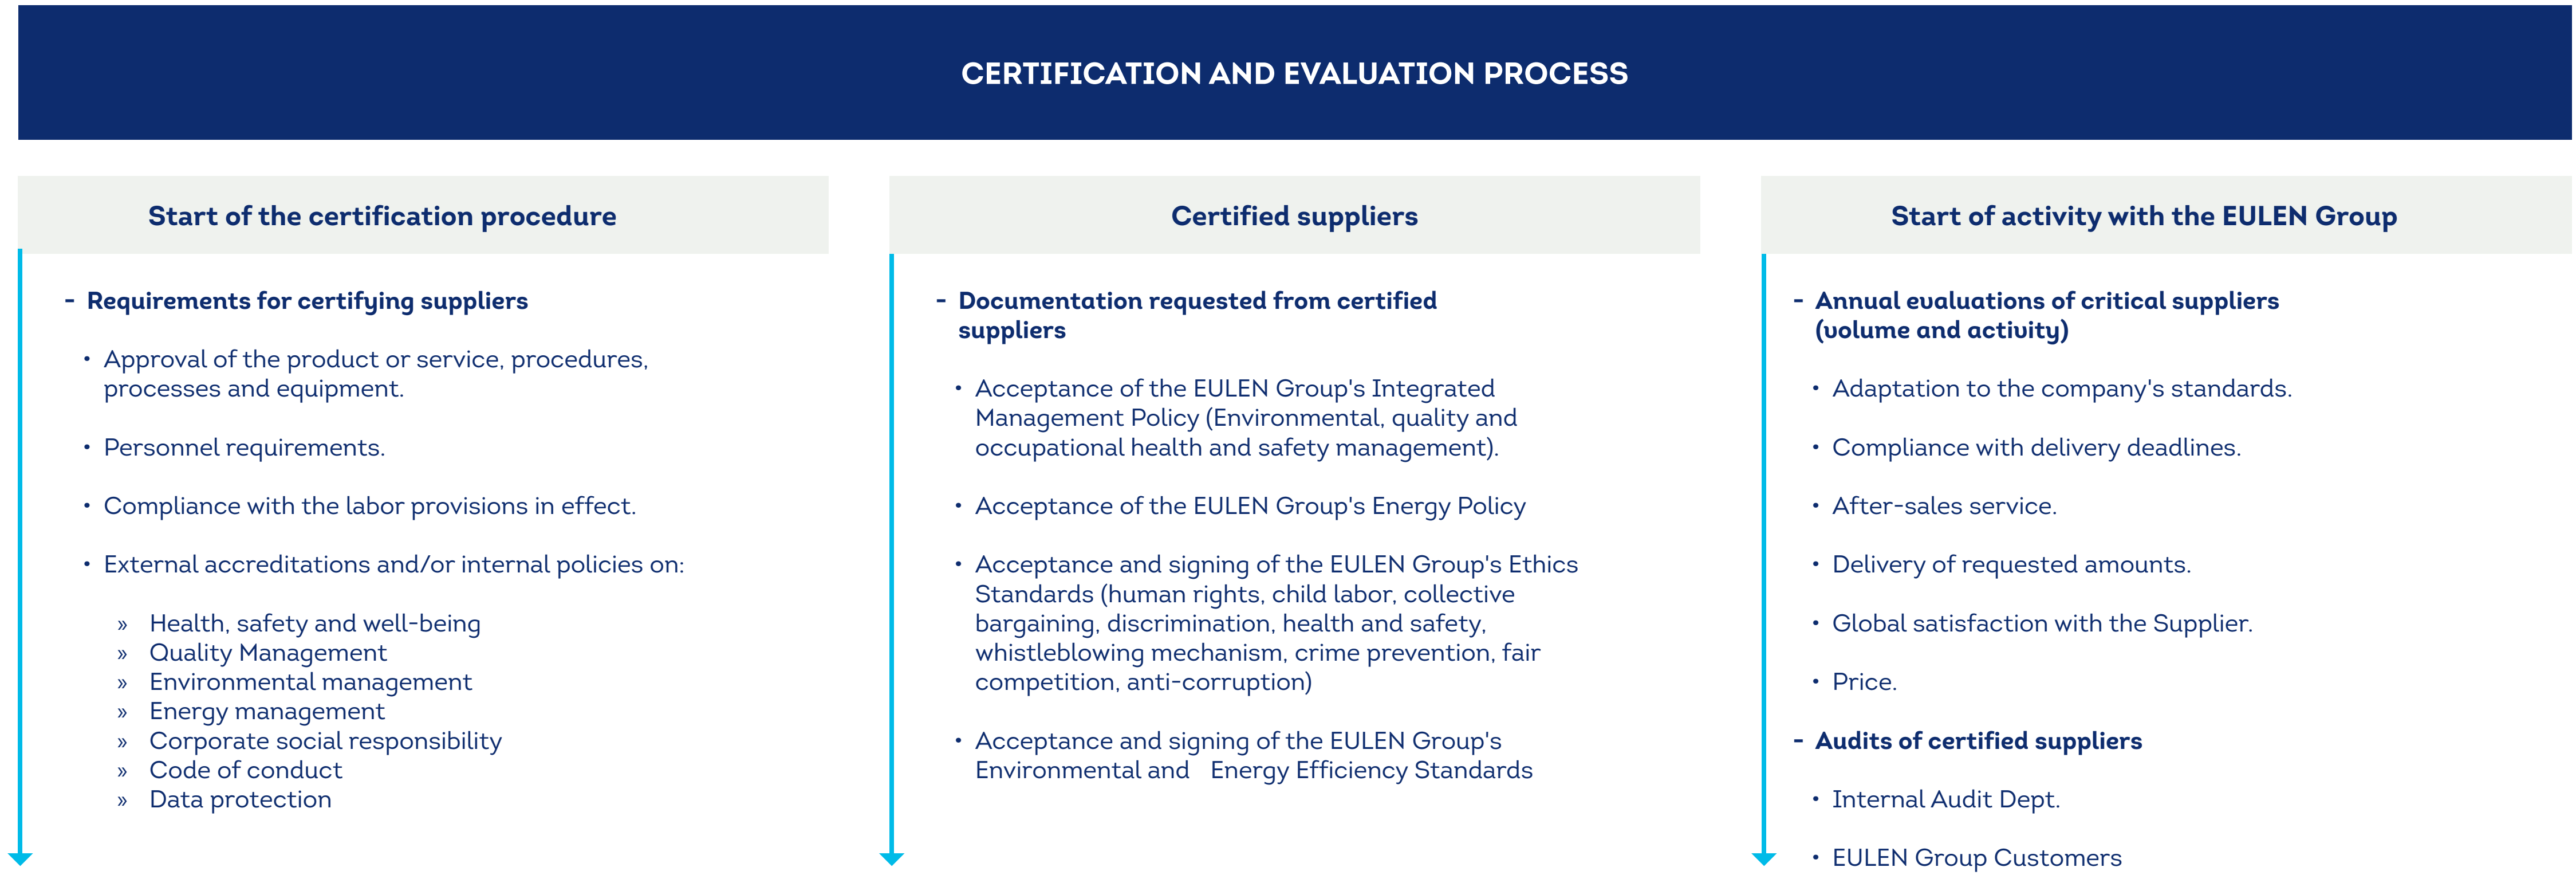 CERTIFICATION AND EVALUATION PROCESS
Start of the certification procedure
- Requirements for certifying suppliers
• Approval of the product or service, procedures,
processes and equipment.
• Personnel requirements.
• Compliance with the labor provisions in effect.
• External accreditations and/or internal policies on:
» Health, safety and well-being
» Quality Management
» Environmental management
» Energy management
» Corporate social responsibility
» Code of conduct
» Data protection
Certified suppliers
- Documentation requested from certified
suppliers
• Acceptance of the EULEN Group's Integrated
Management Policy (Environmental, quality and
occupational health and safety management).
• Acceptance of the EULEN Group's Energy Policy
• Acceptance and signing of the EULEN Group's Ethics
Standards (human rights, child labor, collective
bargaining, discrimination, health and safety,
whistleblowing mechanism, crime prevention, fair
competition, anti-corruption)
• Acceptance and signing of the EULEN Group's
Environmental and Energy Efficiency Standards
Start of activity with the EULEN Group
- Annual evaluations of critical suppliers
(volume and activity)
• Adaptation to the company's standards.
• Compliance with delivery deadlines.
• After-sales service.
• Delivery of requested amounts.
• Global satisfaction with the Supplier.
• Price.
- Audits of certified suppliers
• Internal Audit Dept.
• EULEN Group Customers